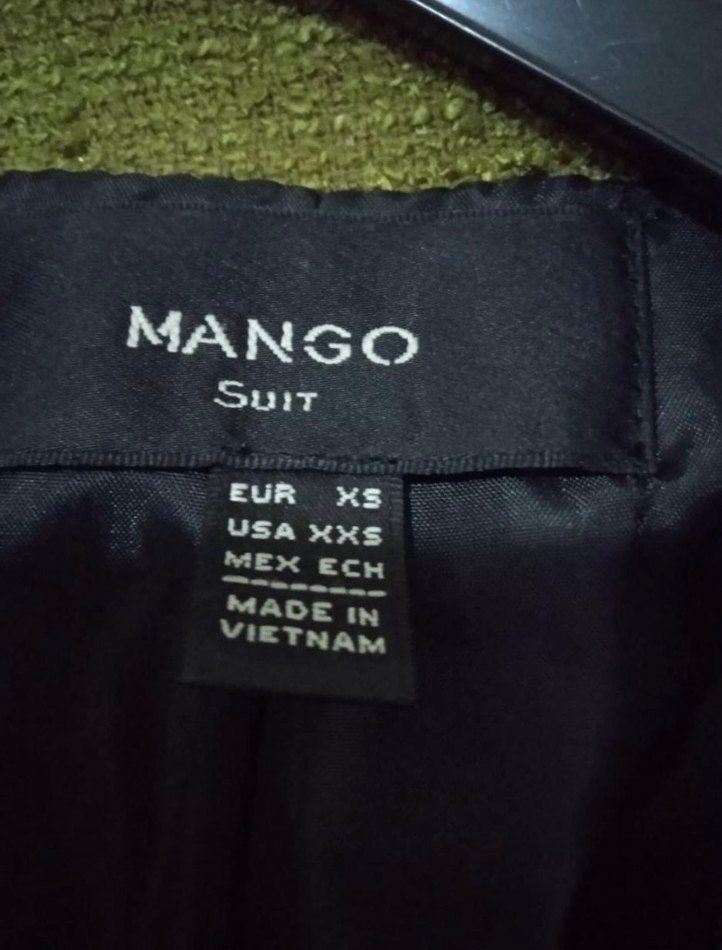 MANGO
SUIT
EUR XS
USA XXS
MEX ECH
MADE IN
VIETNAM